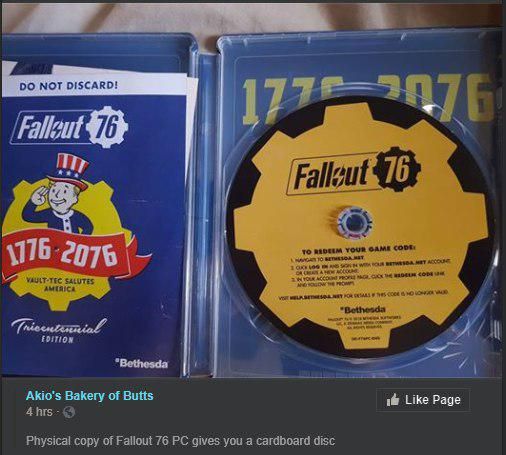 DO NOT DISCARD!
Fallout 76
1776-2076
VAULT-TEC SALUTES
AMERICA
Tricentennial
EDITION
Bethesda
1776 2076
Fallout 76
TO REDEEM YOUR GAME CODE:
1. NAVIGATE TO BETHESDA.NET
2. CLICK LOG IN AND SIGN IN WITH YOUR BETHESDA.NET ACCOUNT,
OR CREATE A NEW ACCOUNT.
3. IN YOUR ACCOUNT PROFILE PAGE, CLICK THE REDEEM CODE LINK
AND FOLLOW THE PROMPT.
VISIT HELP.BETHESDA.NET FOR DETAILS IF THIS CODE IS NO LONGER VALID.
Bethesda
Akio's Bakery of Butts
4 hrs ·
Like Page
Physical copy of Fallout 76 PC gives you a cardboard disc